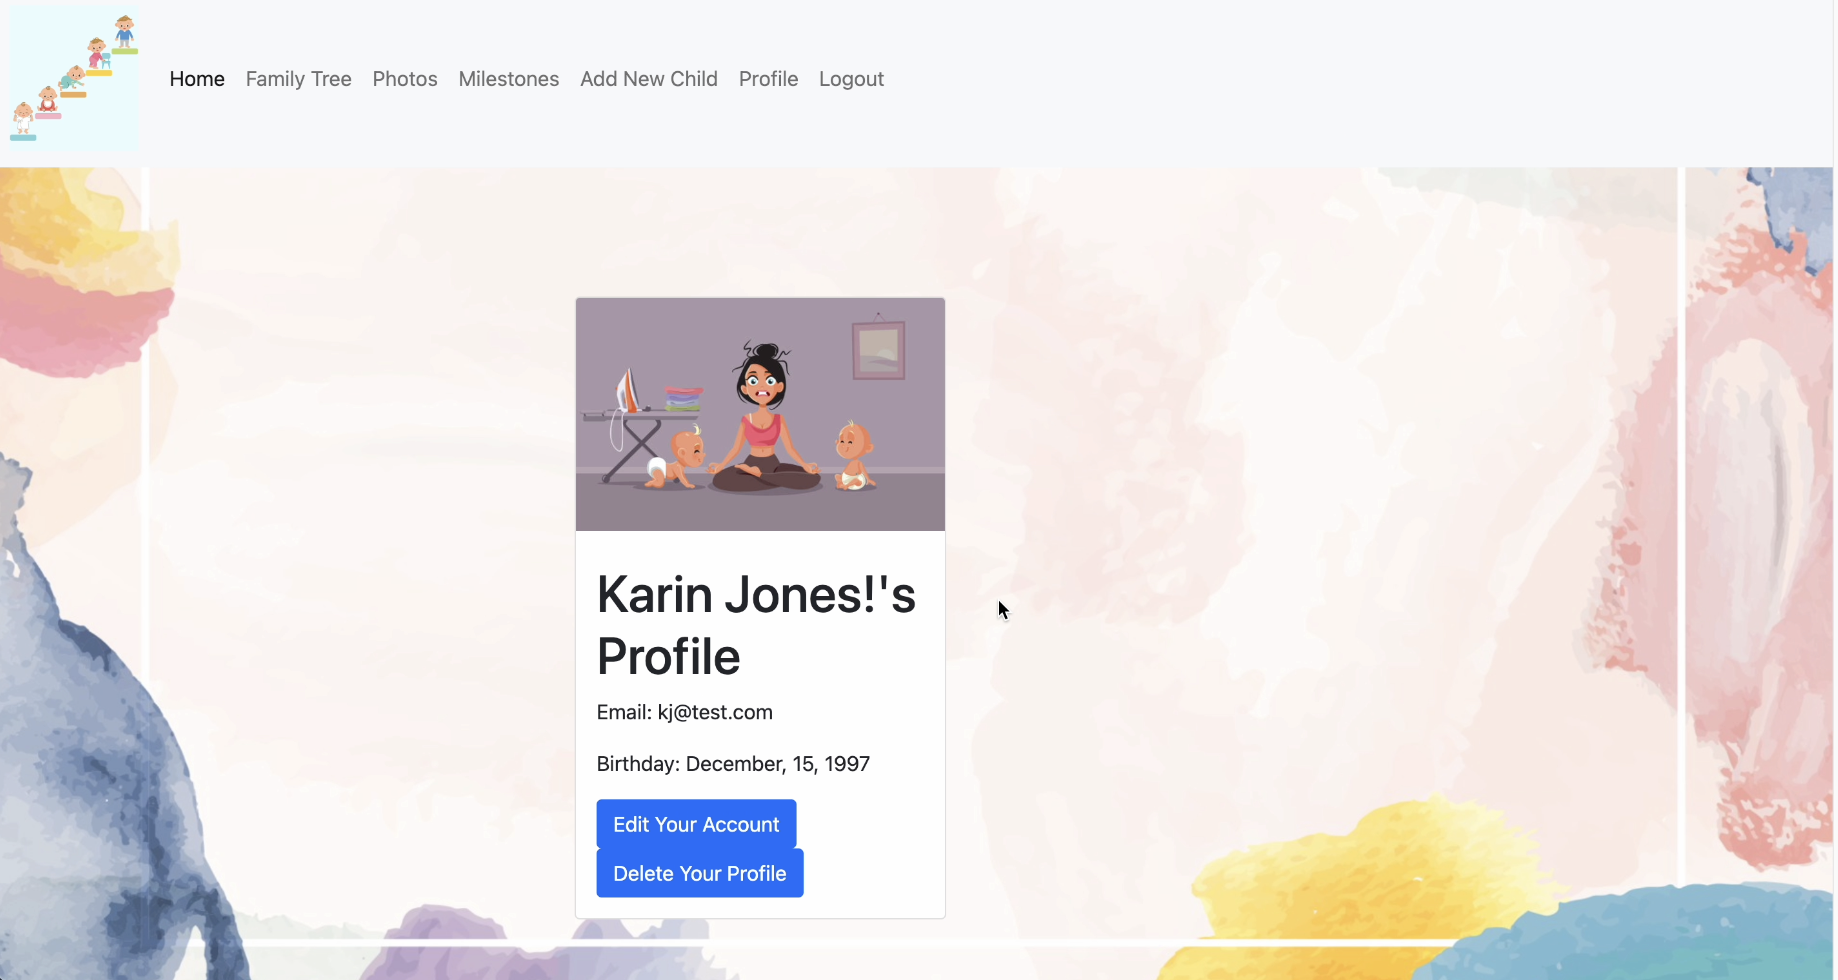 Home Family Tree Photos Milestones Add New Child Profile Logout
Karin Jones!'s
Profile
Email: kj@test.com
Birthday: December, 15, 1997
Edit Your Account
Delete Your Profile